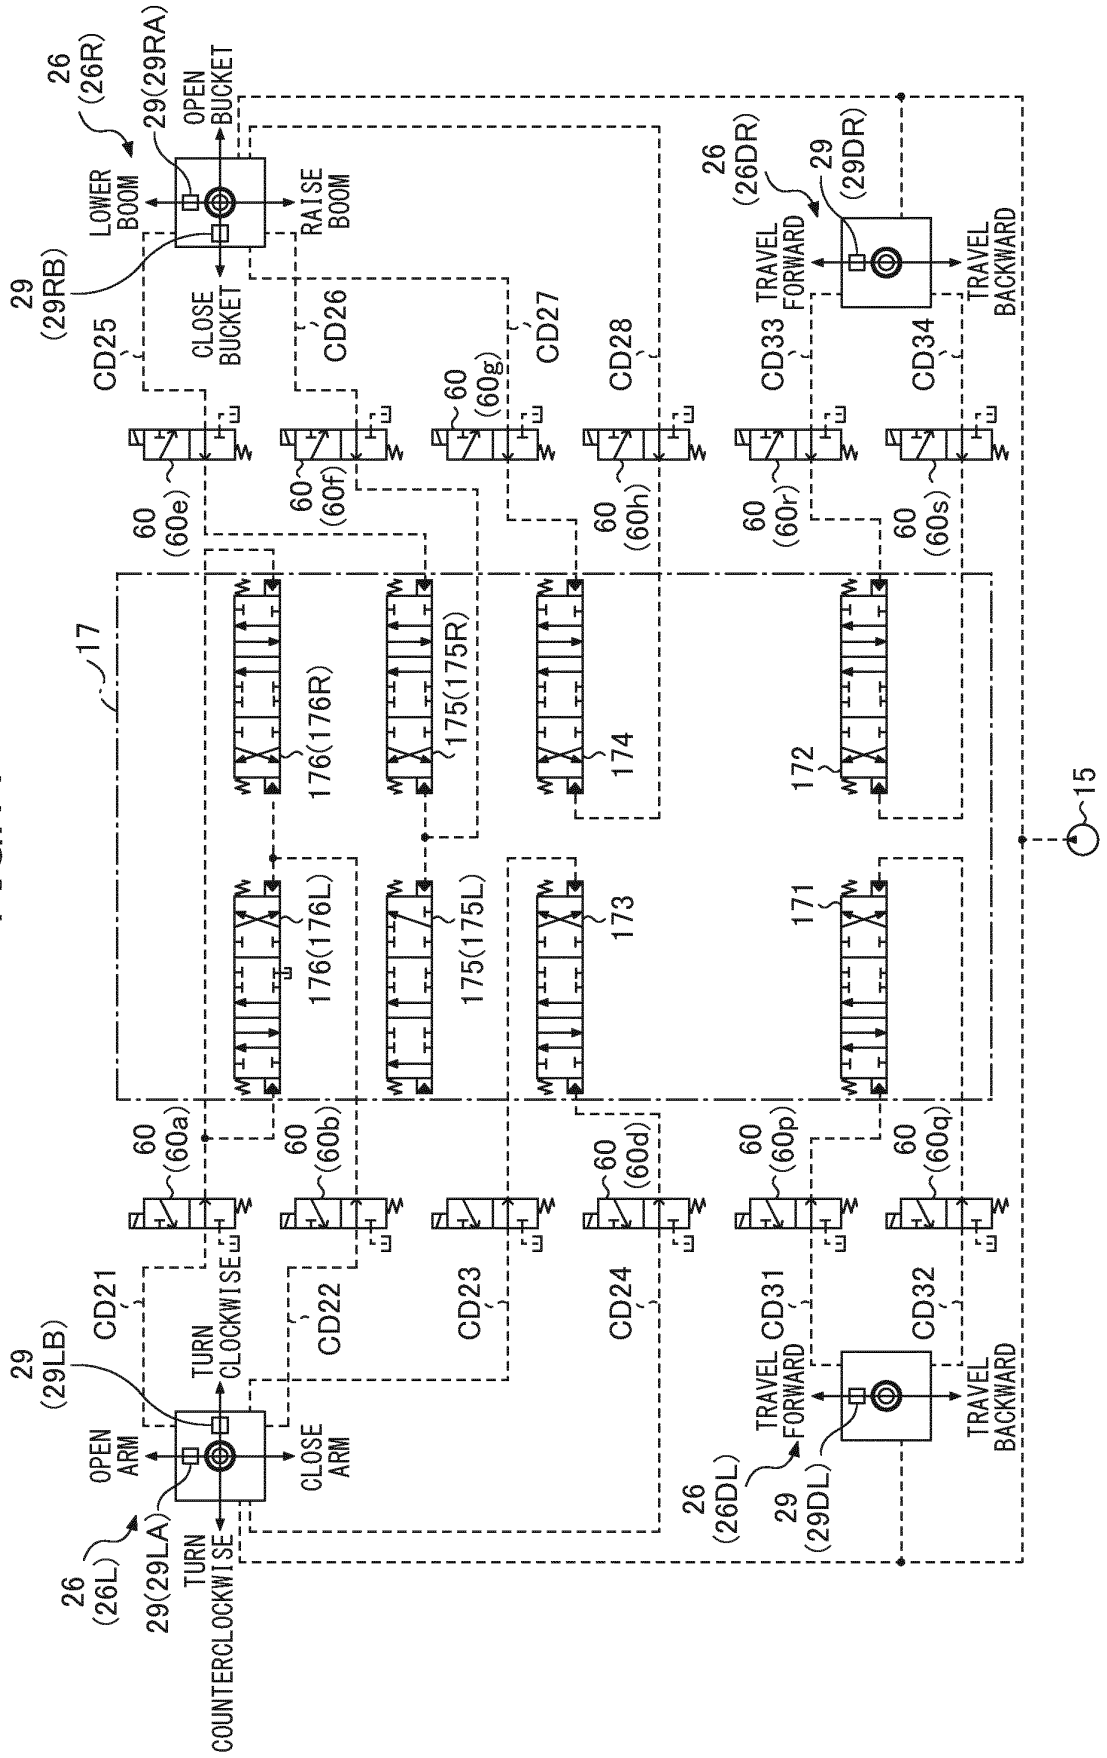 26
(26L)
29(29LA)
29
(29LB)
OPEN
ARM
CLOSE
ARM
TURN
COUNTERCLOCKWISE
TURN
CLOCKWISE
CD21
CD22
CD23
CD24
60
(60a)
60
(60b)
60
(60d)
17
176(176L)
176(176R)
175(175L)
175(175R)
173
174
60
(60e)
60
(60f)
60
(60g)
60
(60h)
CD25
CD26
CD27
CD28
29
(29RB)
26
(26R)
29(29RA)
LOWER
BOOM
RAISE
BOOM
CLOSE
BUCKET
OPEN
BUCKET
26
(26DL)
29
(29DL)
TRAVEL
FORWARD
TRAVEL
BACKWARD
CD31
CD32
60
(60p)
60
(60q)
171
172
60
(60r)
60
(60s)
CD33
CD34
TRAVEL
FORWARD
TRAVEL
BACKWARD
26
(26DR)
29
(29DR)
15